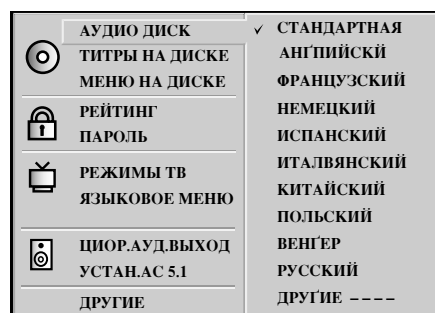 АУДИО ДИСК
ТИТРЫ НА ДИСКЕ
МЕНЮ НА ДИСКЕ
РЕЙТИНГ
ПАРОЛЬ
РЕЖИМЫ ТВ
ЯЗЫКОВОЕ МЕНЮ
ЦИОР.АУД.ВЫХОД
УСТАН.АС 5.1
ДРУГИЕ
✓ СТАНДАРТНАЯ
АНҐПИЙСКЙ
ФРАНЦУЗСКИЙ
НЕМЕЦКИЙ
ИСПАНСКИЙ
ИТАЛВЯНСКИЙ
КИТАЙСКИЙ
ПОЛЬСКИЙ
ВЕНҐЕР
РУССКИЙ
ДРУҐИЕ ----